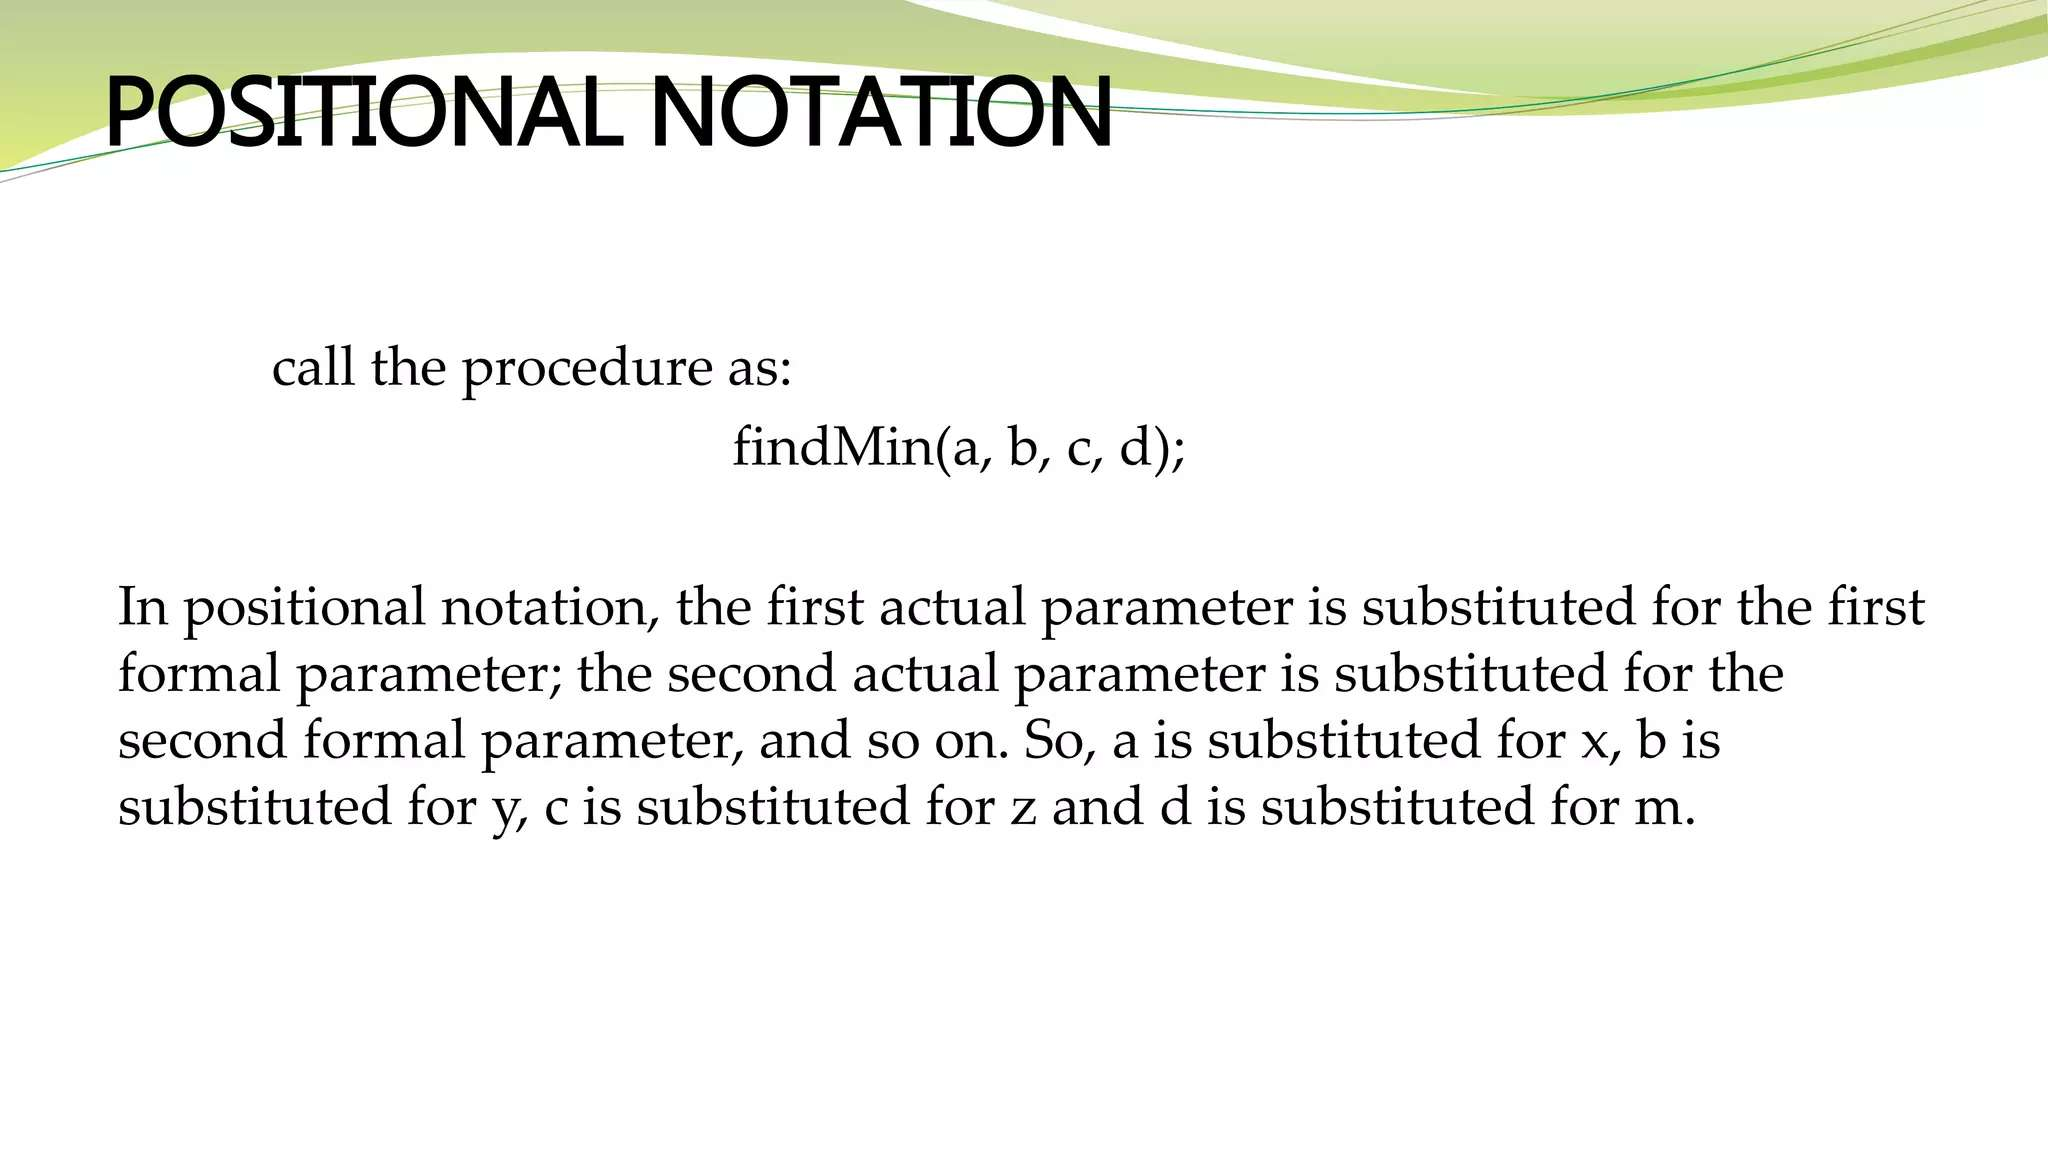 POSITIONAL NOTATION
call the procedure as:
findMin(a, b, c, d);
In positional notation, the first actual parameter is substituted for the first
formal parameter; the second actual parameter is substituted for the
second formal parameter, and so on. So, a is substituted for x, b is
substituted for y, c is substituted for z and d is substituted for m.